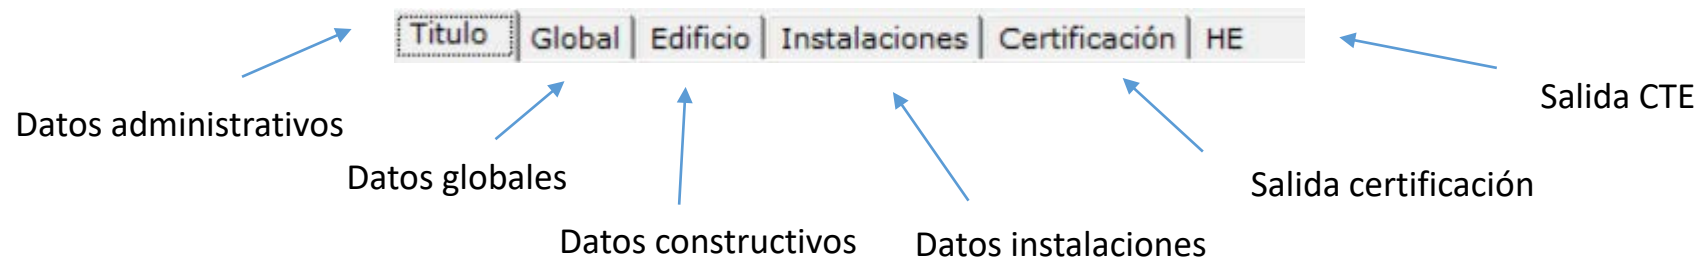 Titulo Global Edificio Instalaciones Certificación HE
Salida CTE
Datos administrativos
Datos globales
Salida certificación
Datos constructivos
Datos instalaciones